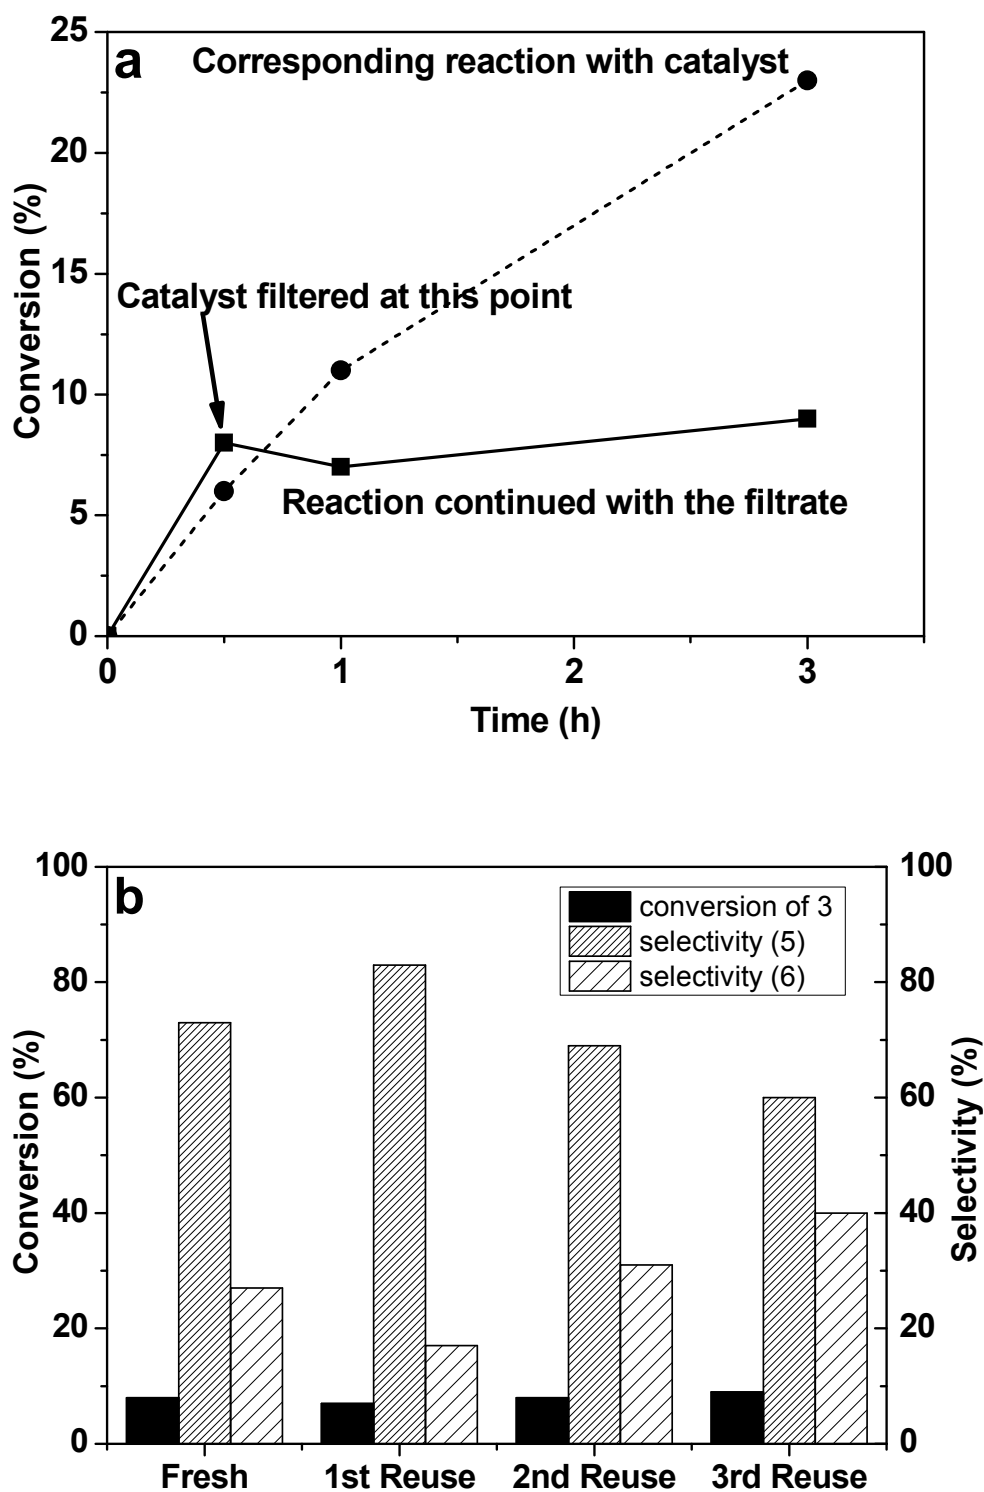 a
Corresponding reaction with catalyst
25
20
15
10
5
0
Conversion (%)
Catalyst filtered at this point
Reaction continued with the filtrate
0 1 2 3
Time (h)
b
100
80
60
40
20
0
Conversion (%)
conversion of 3
selectivity (5)
selectivity (6)
100
80
60
40
20
0
Selectivity (%)
Fresh 1st Reuse 2nd Reuse 3rd Reuse